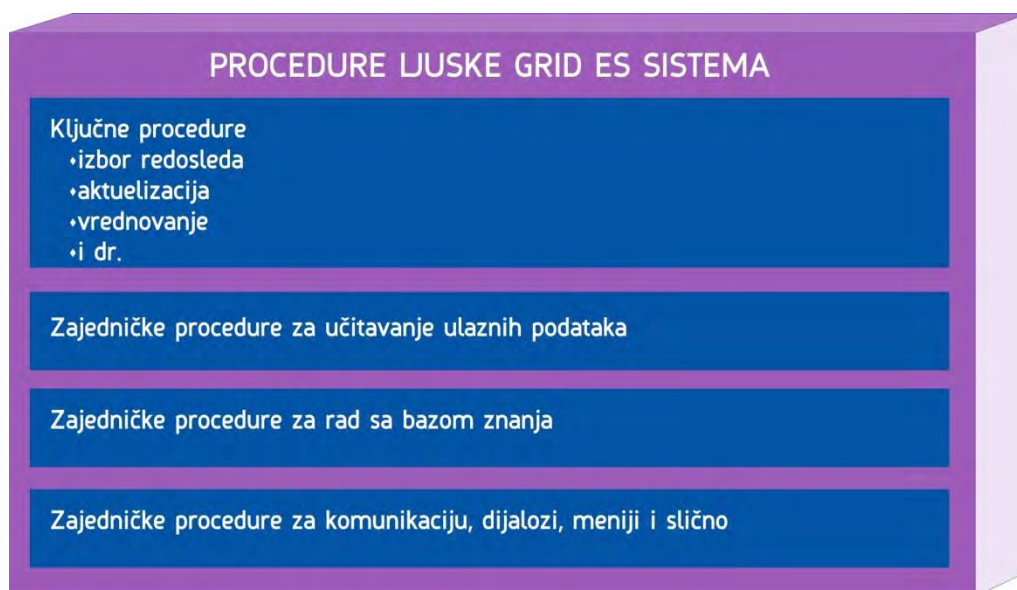 PROCEDURE LJUSKE GRID ES SISTEMA
Ključne procedure
•izbor redosleda
•aktuelizacija
•vrednovanje
•i dr.
Zajedničke procedure za učitavanje ulaznih podataka
Zajedničke procedure za rad sa bazom znanja
Zajedničke procedure za komunikaciju, dijalozi, meniji i slično